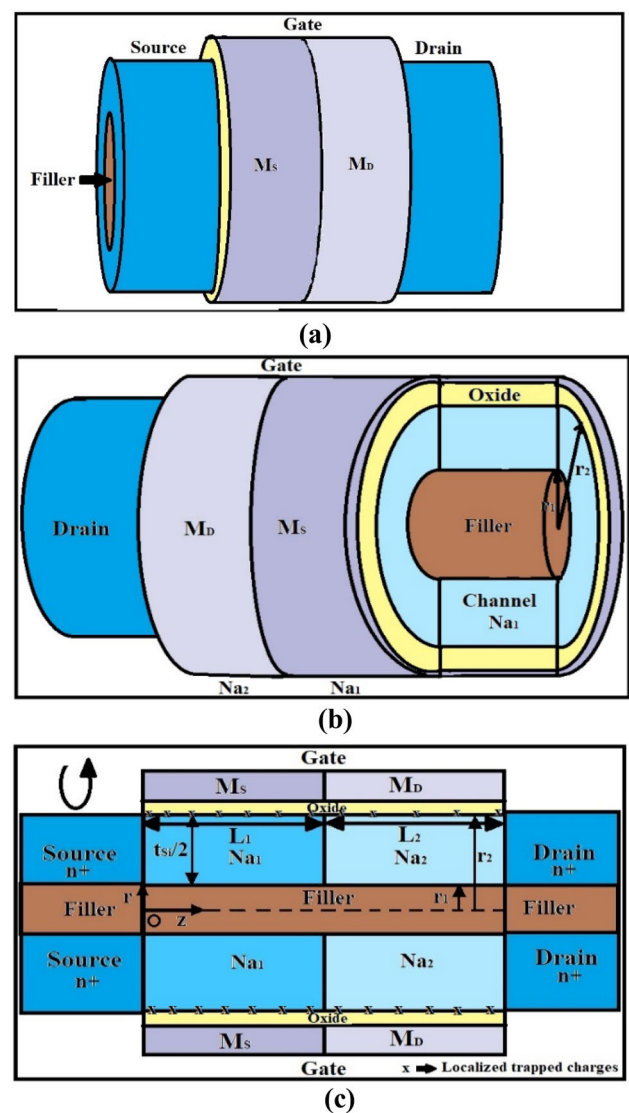 Gate
Source
Drain
Filler
MS
MD
(a)
Gate
Oxide
r2
r1
Drain
MD
MS
Filler
Channel
Na1
Na2
Na1
(b)
Gate
MS
MD
Oxide
x x x x x x x x x x x
L1
L2
Source
n+
tSi/2
Na1
Na2
r2
Drain
n+
r
Filler
Filler
r1
Filler
O
z
Source
n+
Na1
Na2
Drain
n+
x x x x x x x x x x x x x
Oxide
MS
MD
Gate
x ➡ Localized trapped charges
(c)